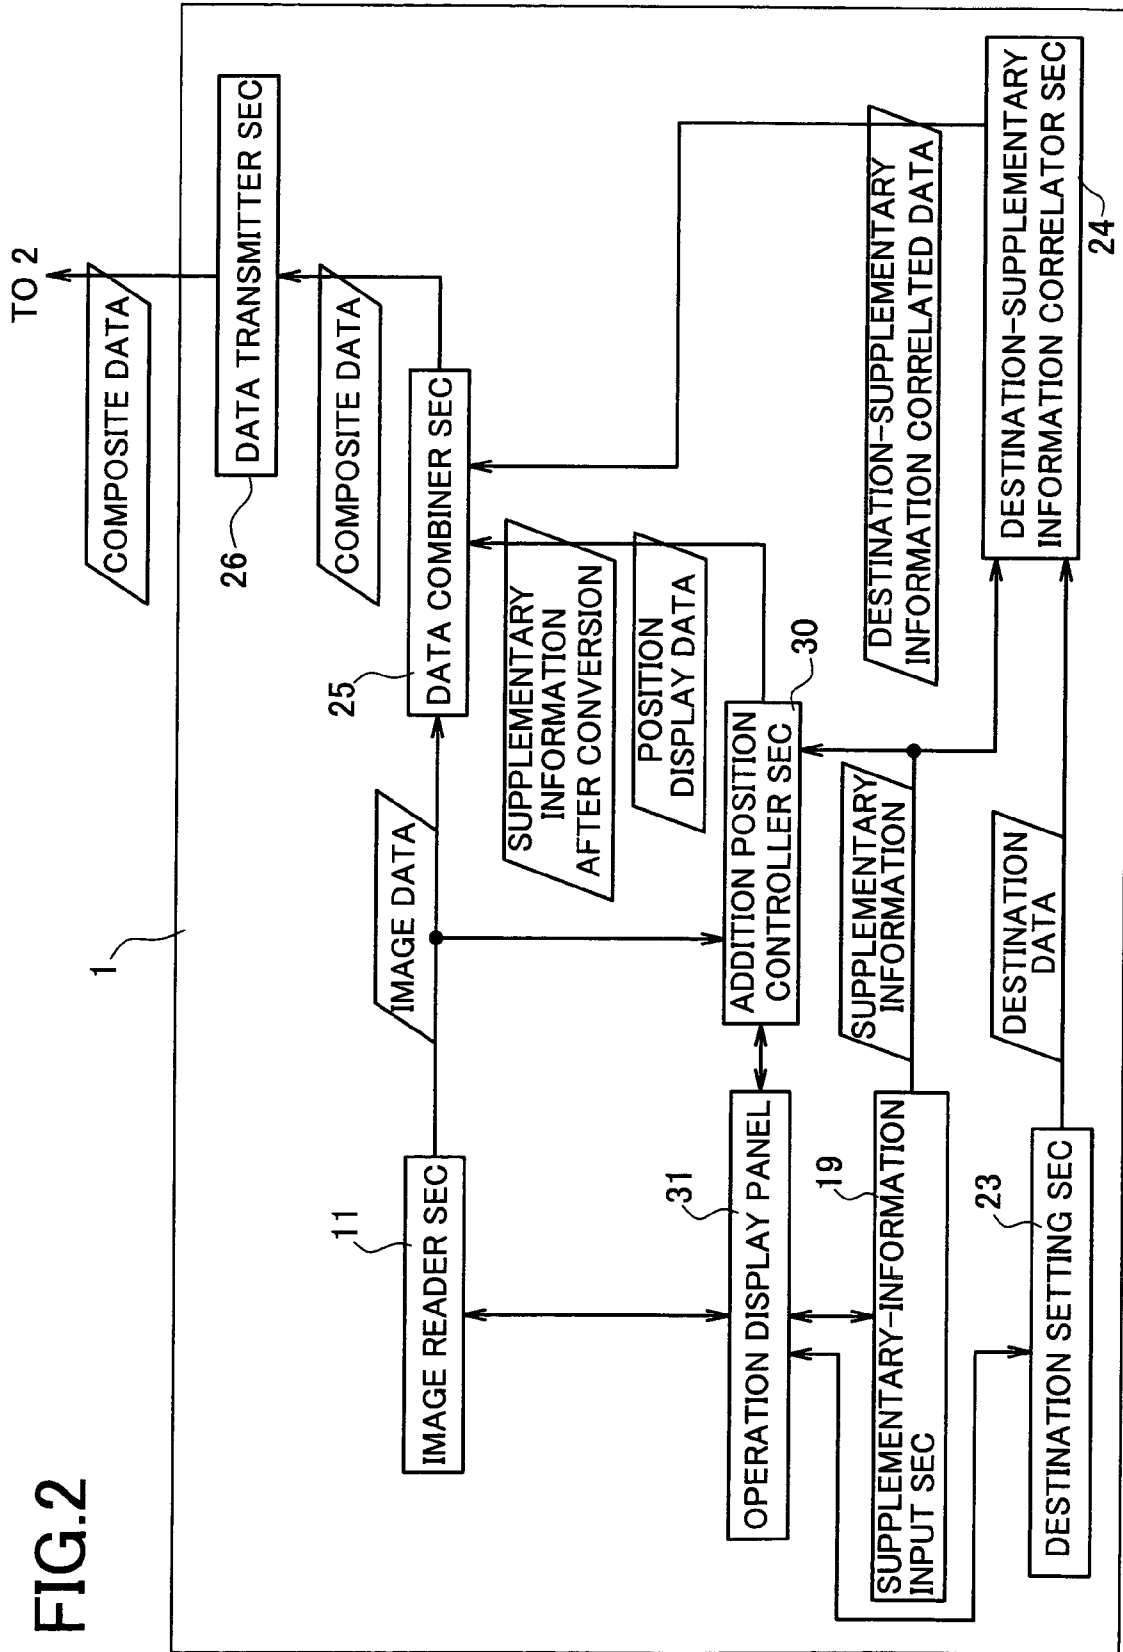 FIG.2
1
TO 2
COMPOSITE DATA
DATA TRANSMITTER SEC
26
COMPOSITE DATA
11
IMAGE READER SEC
IMAGE DATA
25
DATA COMBINER SEC
SUPPLEMENTARY
INFORMATION
AFTER CONVERSION
POSITION
DISPLAY DATA
31
OPERATION DISPLAY PANEL
ADDITION POSITION
CONTROLLER SEC
30
19
SUPPLEMENTARY-INFORMATION
INPUT SEC
SUPPLEMENTARY
INFORMATION
DESTINATION-SUPPLEMENTARY
INFORMATION CORRELATED DATA
23
DESTINATION SETTING SEC
DESTINATION
DATA
DESTINATION-SUPPLEMENTARY
INFORMATION CORRELATOR SEC
24